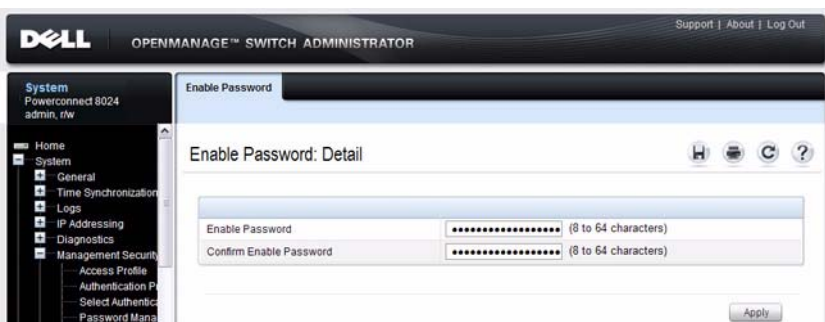 DELL
OPENMANAGE™ SWITCH ADMINISTRATOR
Support | About | Log Out
System
Powerconnect 8024
admin, r/w
Home
System
General
Time Synchronization
Logs
IP Addressing
Diagnostics
Management Security
Access Profile
Authentication P
Select Authentica
Password Mana
Enable Password
Enable Password: Detail
Enable Password (8 to 64 characters)
Confirm Enable Password (8 to 64 characters)
Apply